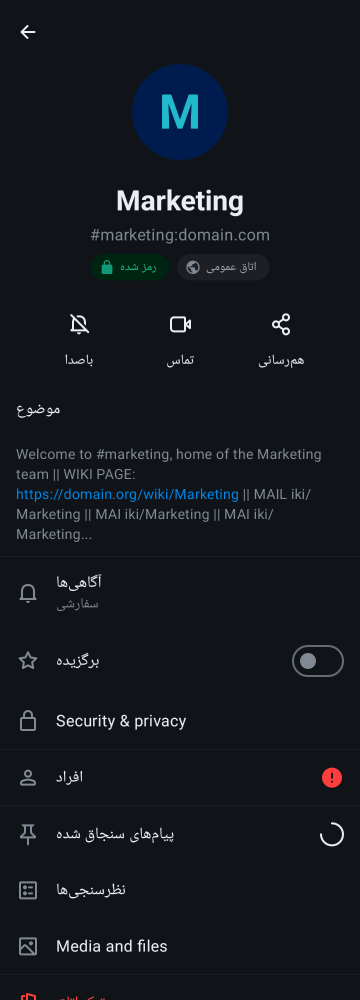 M
Marketing
#marketing:domain.com
رمز شده
اتاق عمومی
باصدا
تماس
هم‌رسانی
موضوع
Welcome to #marketing, home of the Marketing
team || WIKI PAGE:
https://domain.org/wiki/Marketing || MAIL iki/
Marketing || MAI iki/Marketing || MAI iki/
Marketing...
آگاهی‌ها
سفارشی
برگزیده
Security & privacy
افراد
پیام‌های سنجاق شده
نظرسنجی‌ها
Media and files